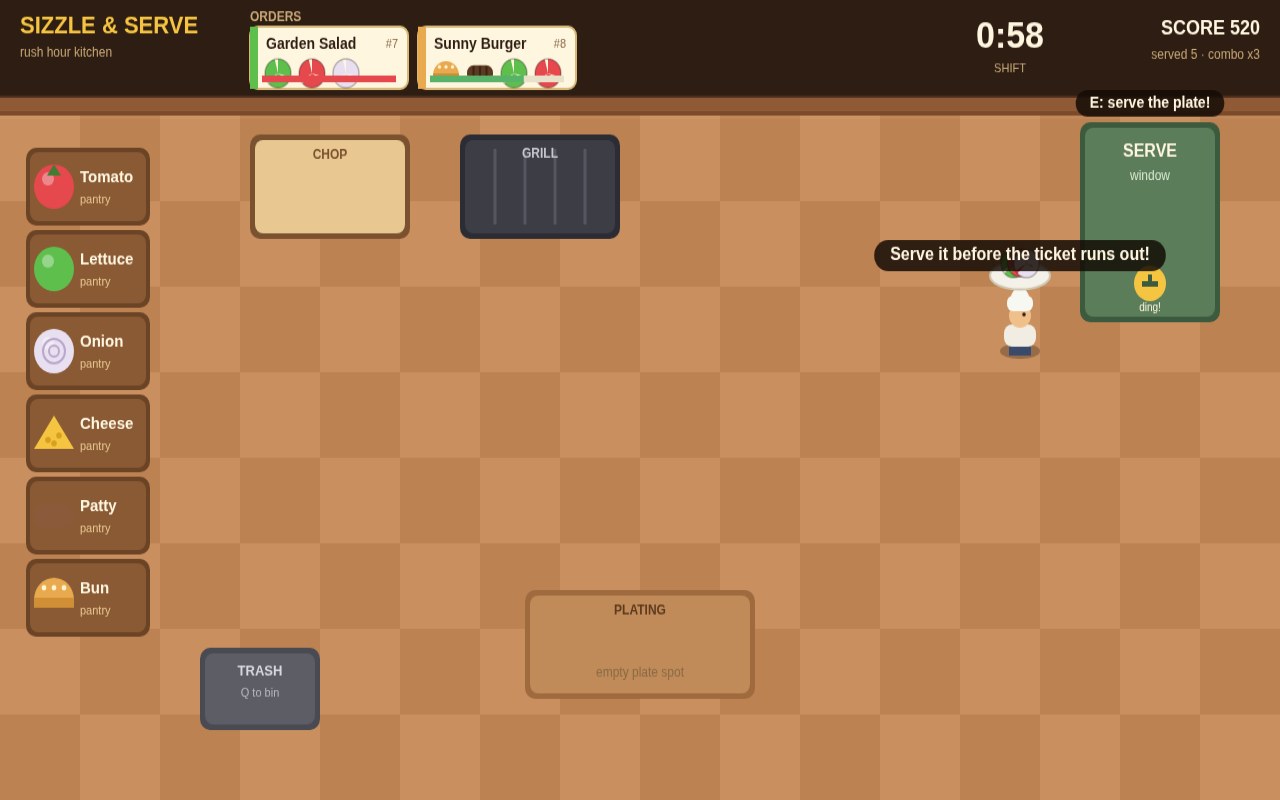 SIZZLE & SERVE
rush hour kitchen
ORDERS
Garden Salad #7
Sunny Burger #8
0:58
SHIFT
SCORE 520
served 5 · combo x3
E: serve the plate!
SERVE
window
Serve it before the ticket runs out!
ding!
CHOP
GRILL
Tomato
pantry
Lettuce
pantry
Onion
pantry
Cheese
pantry
Patty
pantry
Bun
pantry
PLATING
empty plate spot
TRASH
Q to bin